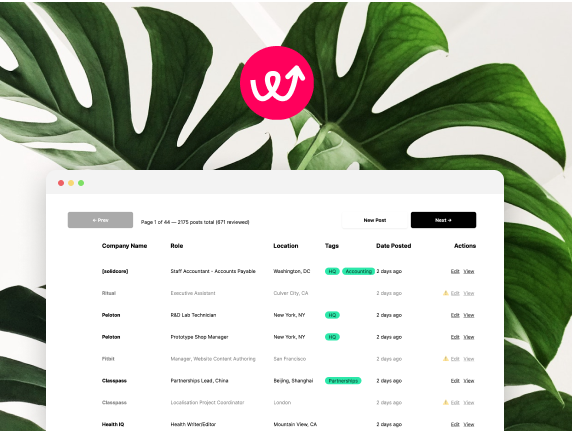 ← Prev
Page 1 of 44 — 2175 posts total (671 reviewed)
New Post
Next →
Company Name Role Location Tags Date Posted Actions
[solidcore] Staff Accountant - Accounts Payable Washington, DC HQ Accounting 2 days ago Edit View
Ritual Executive Assistant Culver City, CA 2 days ago ⚠ Edit View
Peloton R&D Lab Technician New York, NY HQ 2 days ago Edit View
Peloton Prototype Shop Manager New York, NY HQ 2 days ago Edit View
Fitbit Manager, Website Content Authoring San Francisco 2 days ago ⚠ Edit View
Classpass Partnerships Lead, China Beijing, Shanghai Partnerships 2 days ago Edit View
Classpass Localisation Project Coordinator London 2 days ago ⚠ Edit View
Health IQ Health Writer/Editor Mountain View, CA 2 days ago Edit View